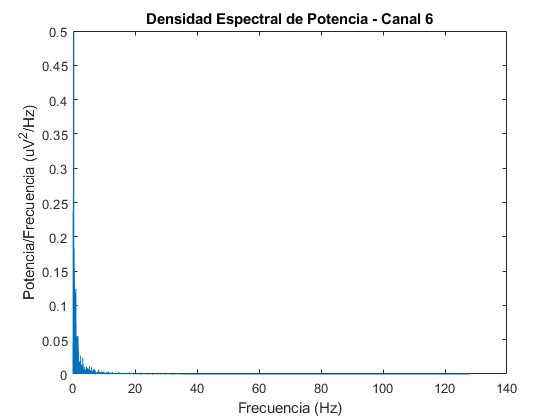 Densidad Espectral de Potencia - Canal 6
Potencia/Frecuencia (uV²/Hz)
0.5
0.45
0.4
0.35
0.3
0.25
0.2
0.15
0.1
0.05
0
0 20 40 60 80 100 120 140
Frecuencia (Hz)